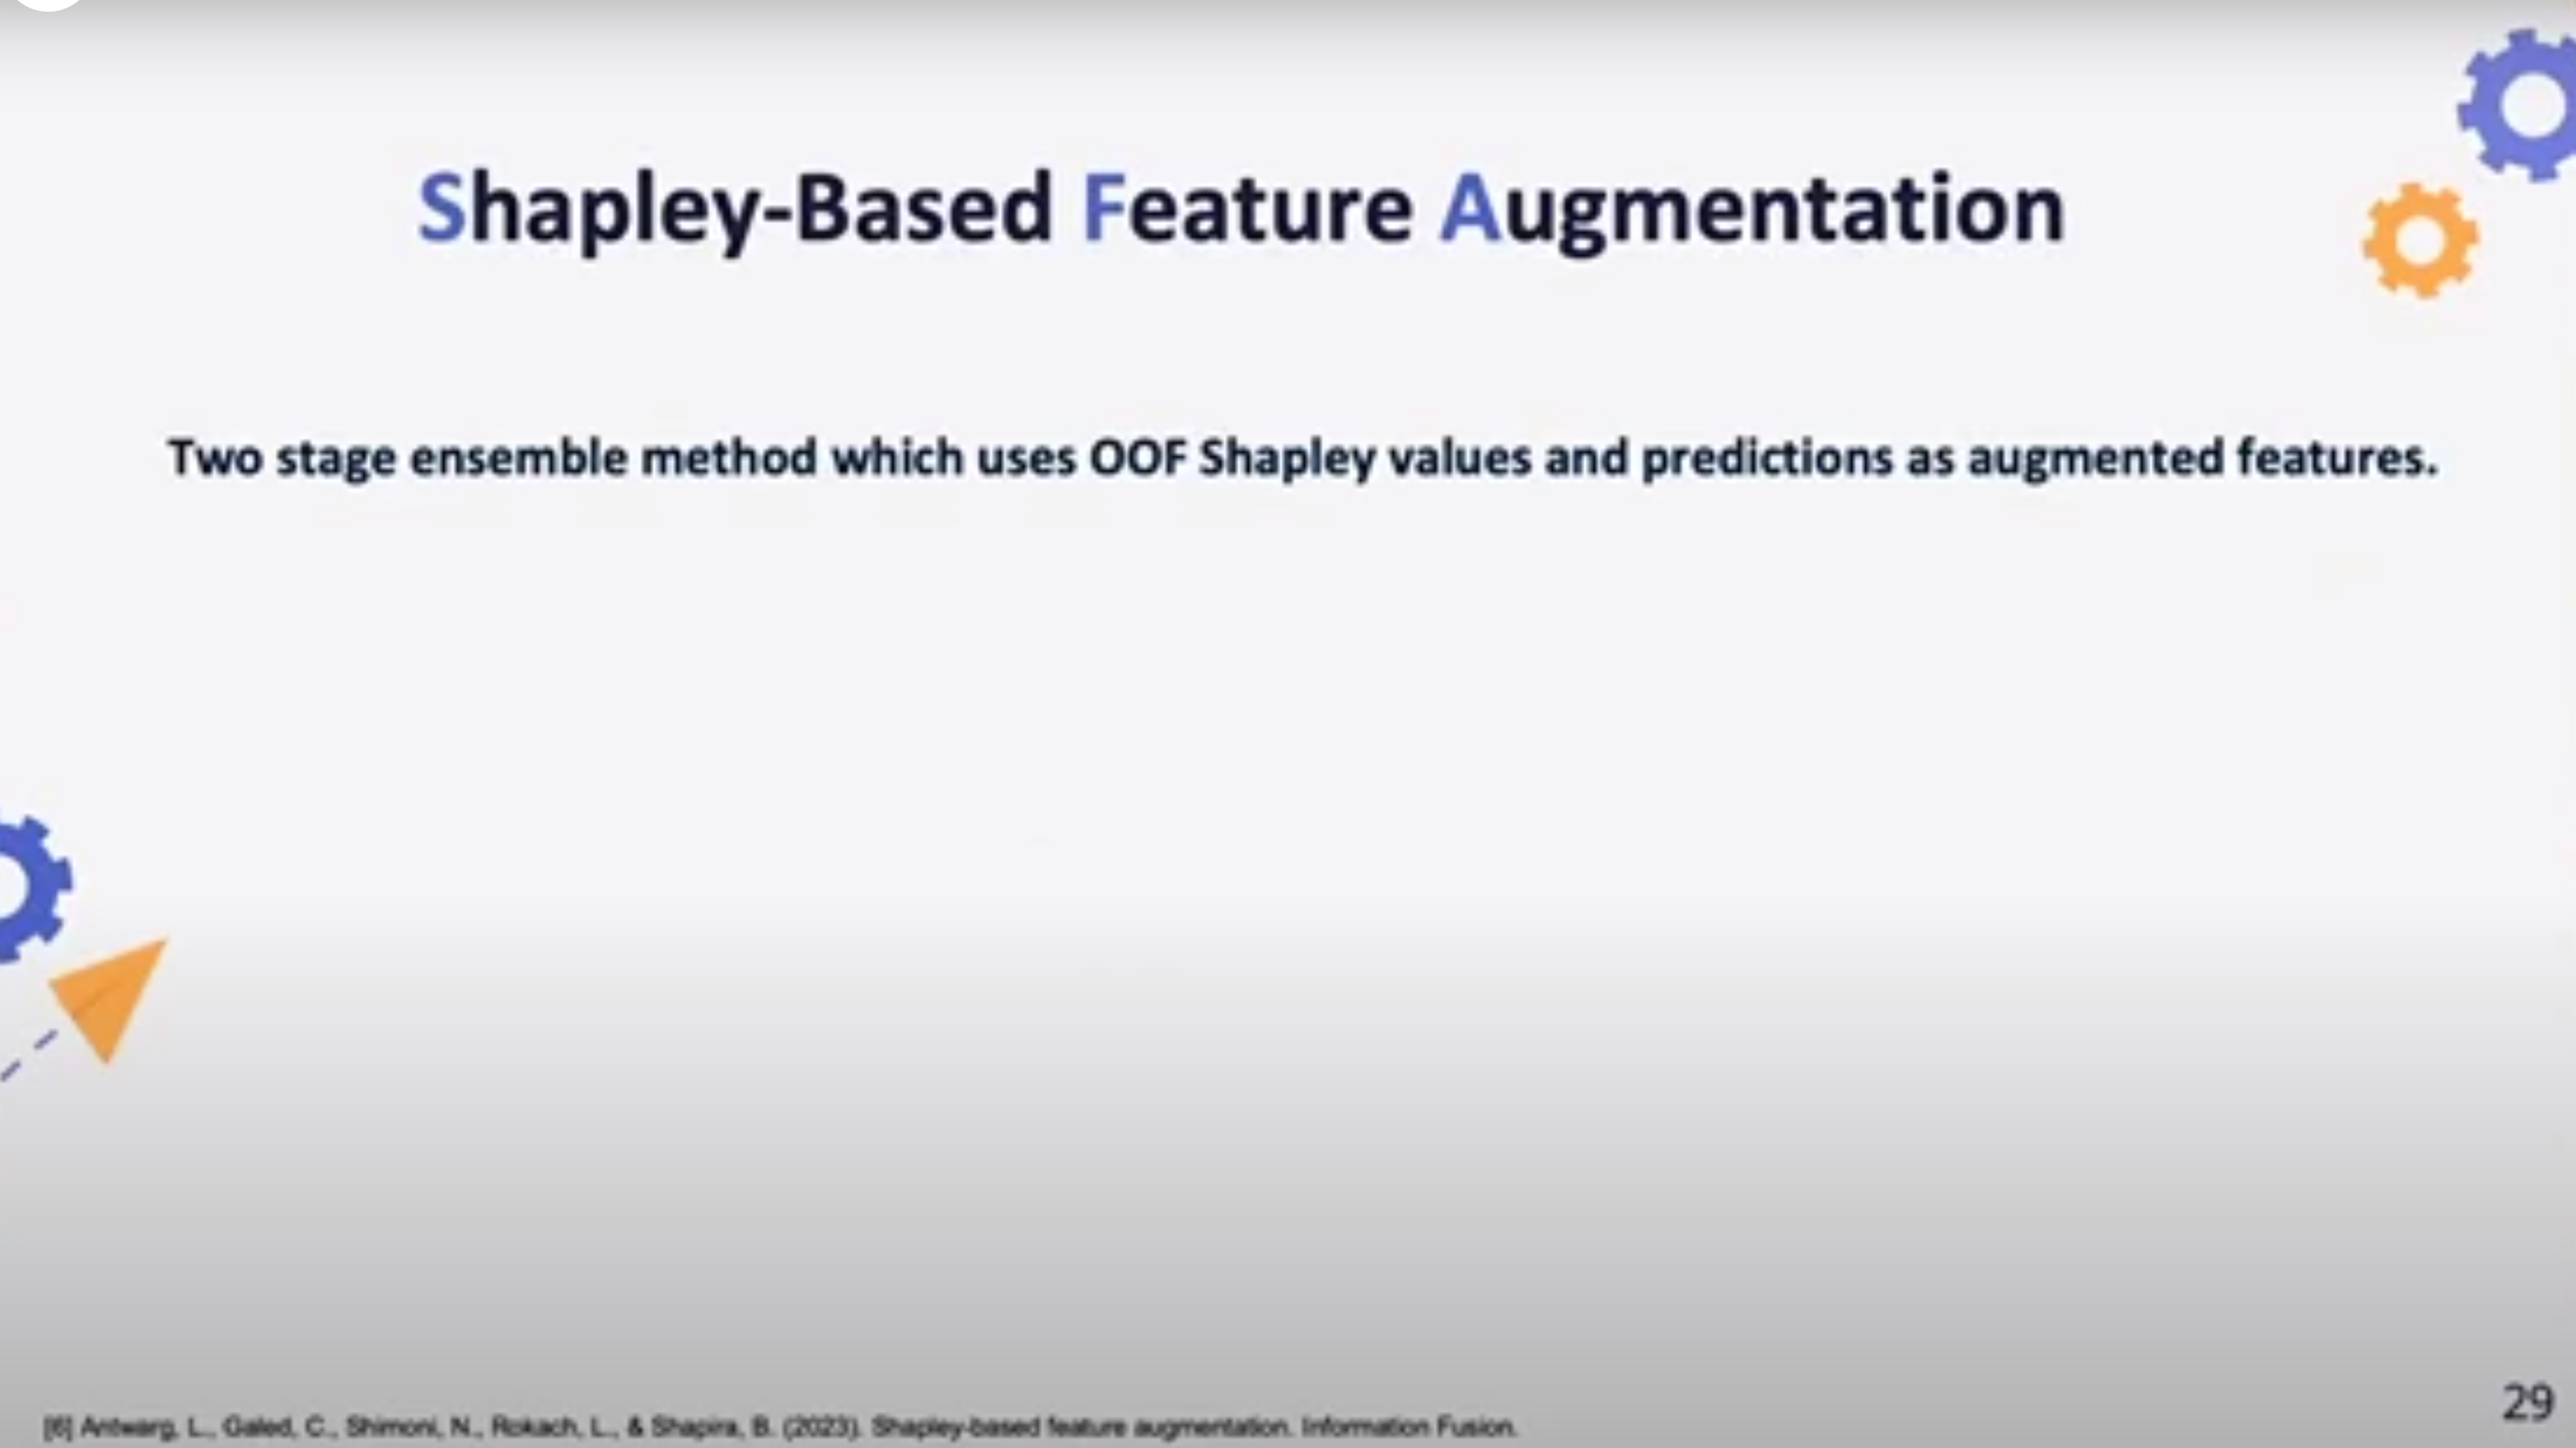 Shapley-Based Feature Augmentation
Two stage ensemble method which uses OOF Shapley values and predictions as augmented features.
[6] Antwarg, L., Galed, C., Shimoni, N., Rokach, L., & Shapira, B. (2023). Shapley-based feature augmentation. Information Fusion.
29